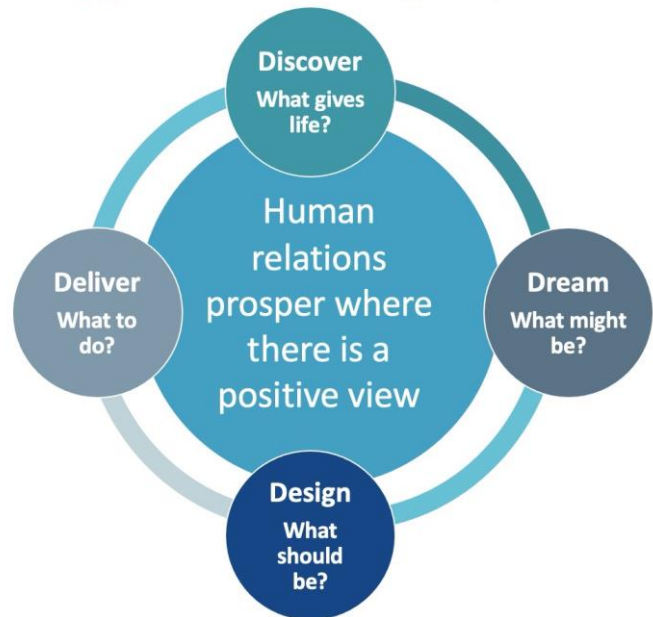 Discover
What gives
life?
Human
relations
prosper where
there is a
positive view
Deliver
What to
do?
Dream
What might
be?
Design
What
should
be?